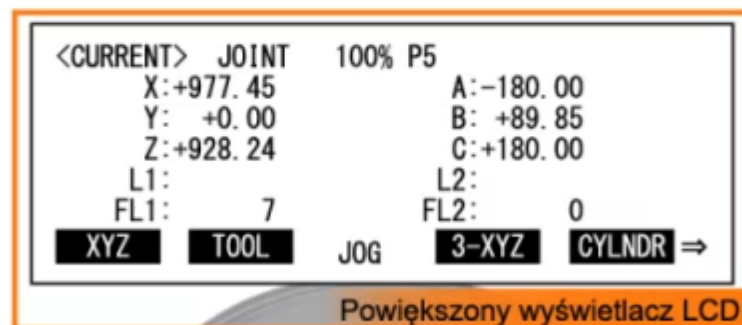 <CURRENT> JOINT 100% P5
X:+977.45 A:-180.00
Y: +0.00 B: +89.85
Z:+928.24 C:+180.00
L1: L2:
FL1: 7 FL2: 0
XYZ TOOL JOG 3-XYZ CYLNDR ⇒
Powiększony wyświetlacz LCD